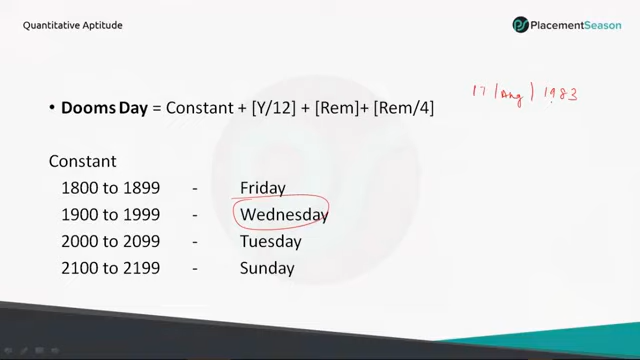 Quantitative Aptitude
PlacementSeason
17 | Aug | 1983
• Dooms Day = Constant + [Y/12] + [Rem]+ [Rem/4]
Constant
1800 to 1899 - Friday
1900 to 1999 - Wednesday
2000 to 2099 - Tuesday
2100 to 2199 - Sunday